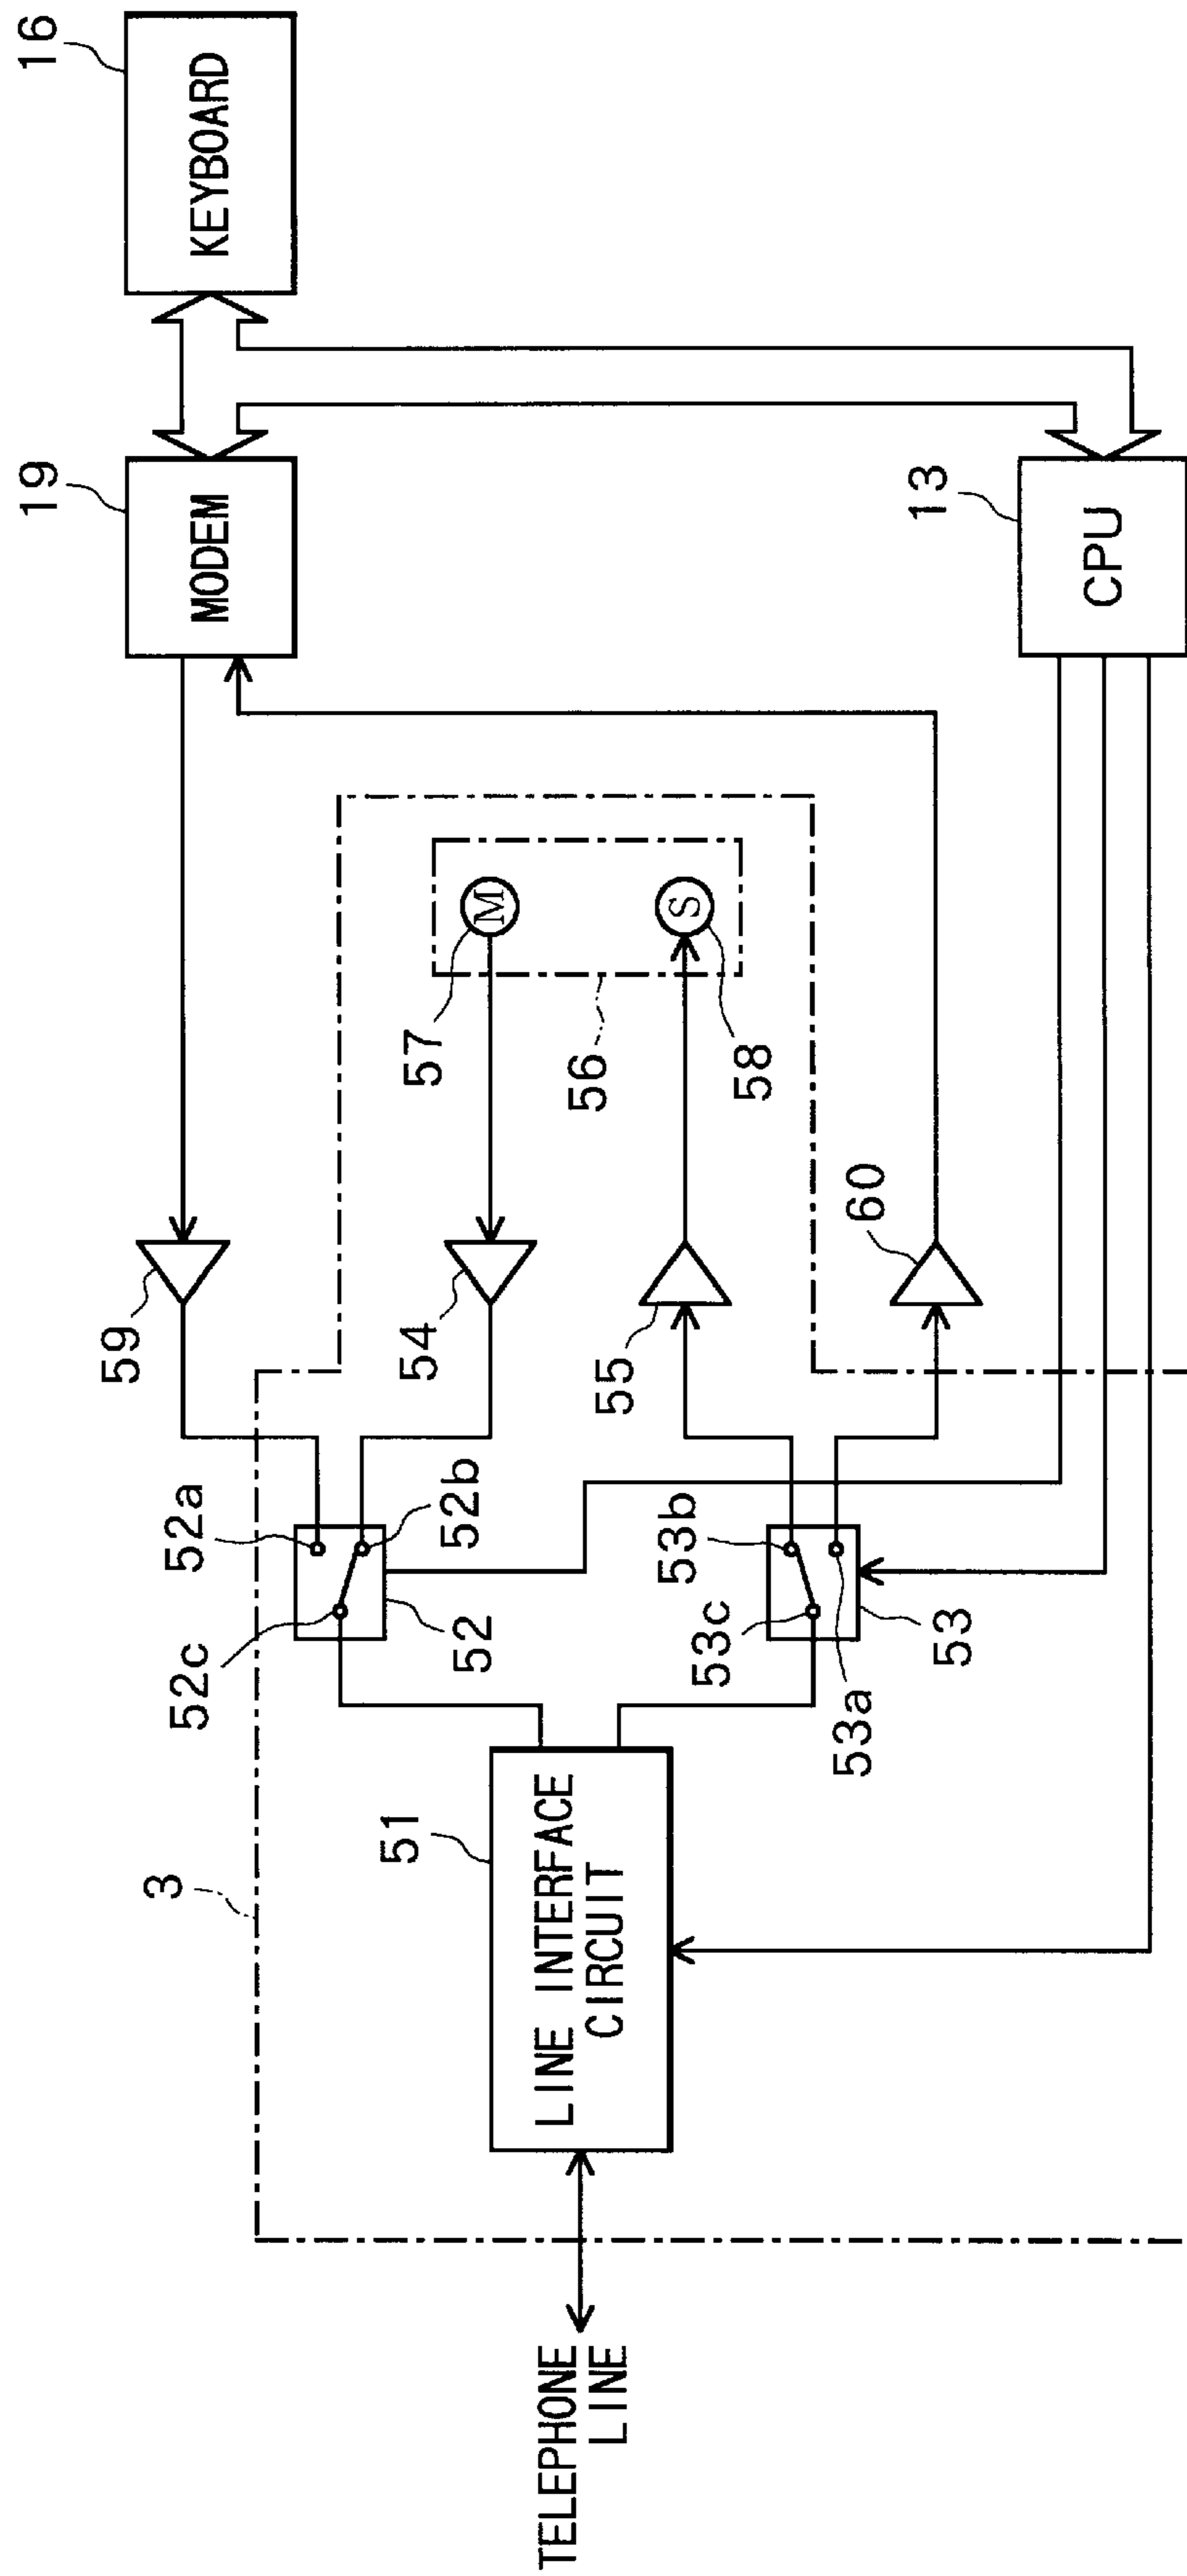 16
KEYBOARD
19
MODEM
13
CPU
59
57
M
54
56
S
58
55
60
52a
52b
52c
52
53b
53c
53a
53
3
51
LINE INTERFACE
CIRCUIT
TELEPHONE
LINE